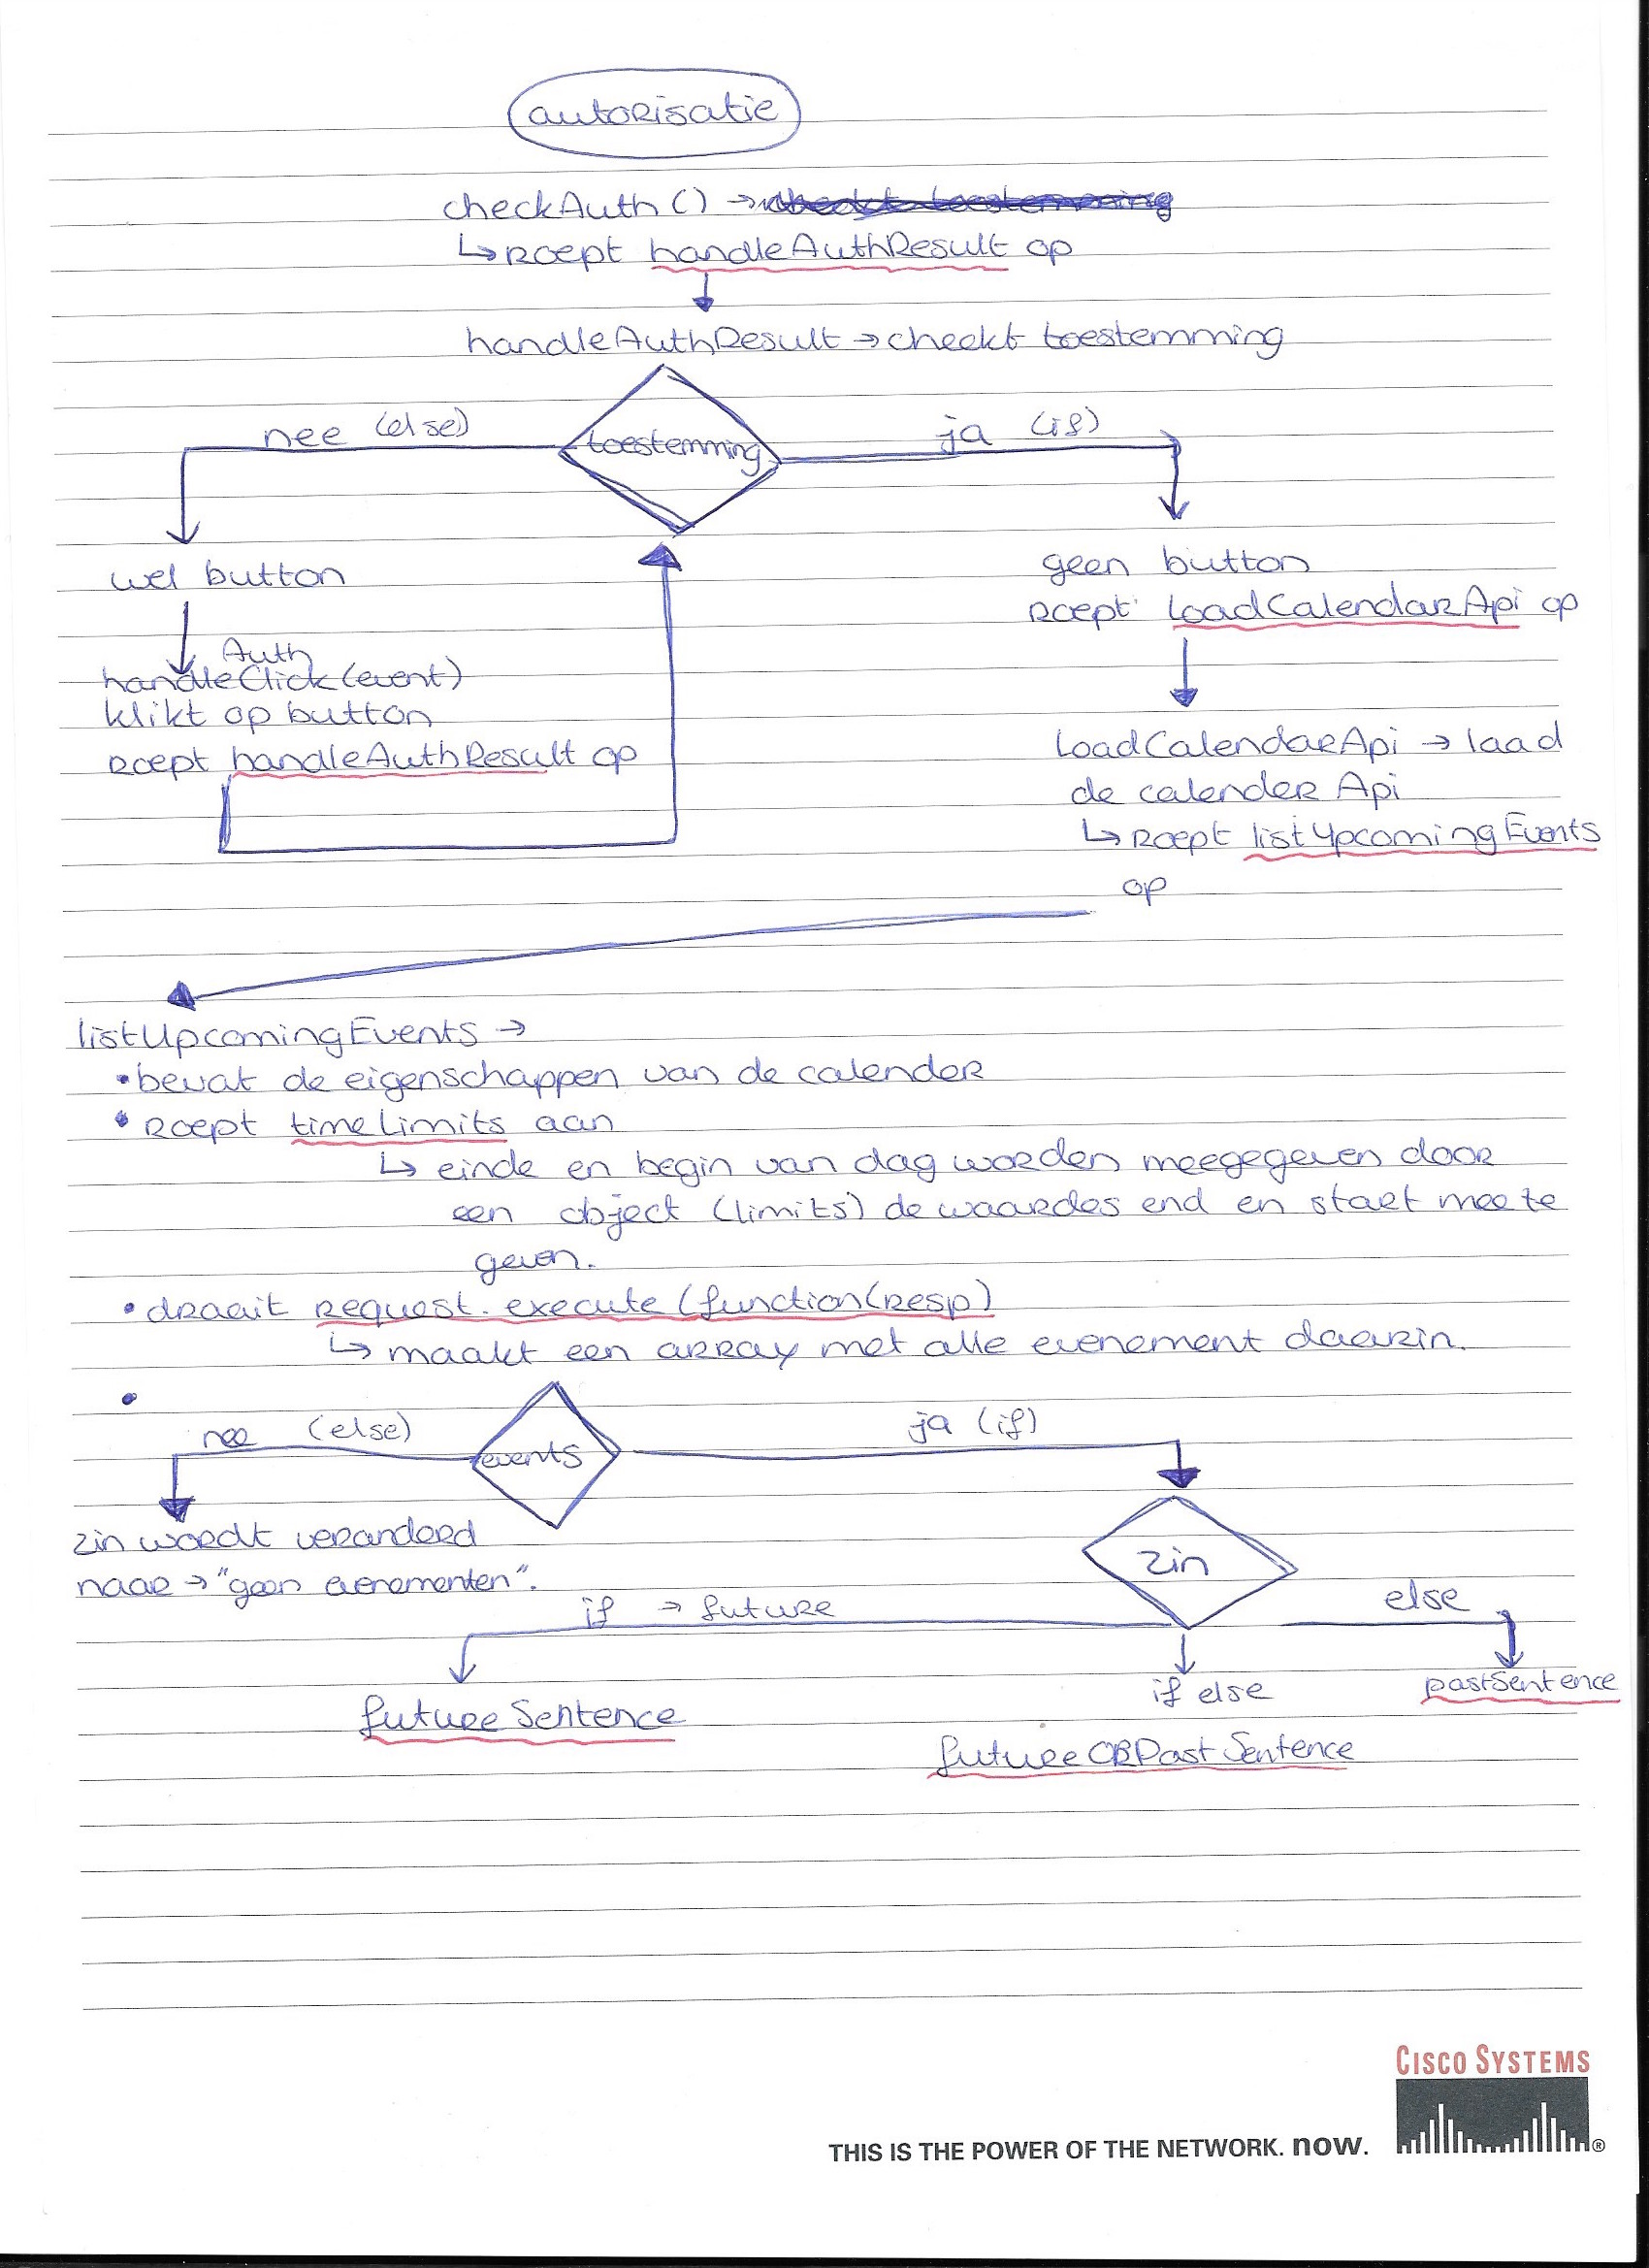 autorisatie
checkAuth () → checkt toestemming
↳ roept handleAuthResult op
handleAuthResult → checkt toestemming
nee (else)
toestemming
ja (if)
wel button
geen button
roept loadCalendarApi op
Auth
handleClick(event)
klikt op button
roept handleAuthResult op
loadCalendarApi → laad
de calender Api
↳ roept listUpcomingEvents
op
listUpcomingEvents →
• bevat de eigenschappen van de calender
• roept timeLimits aan
↳ einde en begin van dag worden meegegeven door
een object (limits) de waardes end en start mee te
geven.
• draait request.execute(function(resp)
↳ maakt een array met alle evenement daarin.
•
nee (else)
events
ja (if)
zin wordt veranderd
naar → "geen evenementen".
zin
if → future
else
futureSentence
if else
pastSentence
futureORPastSentence
CISCO SYSTEMS
THIS IS THE POWER OF THE NETWORK. now.
®